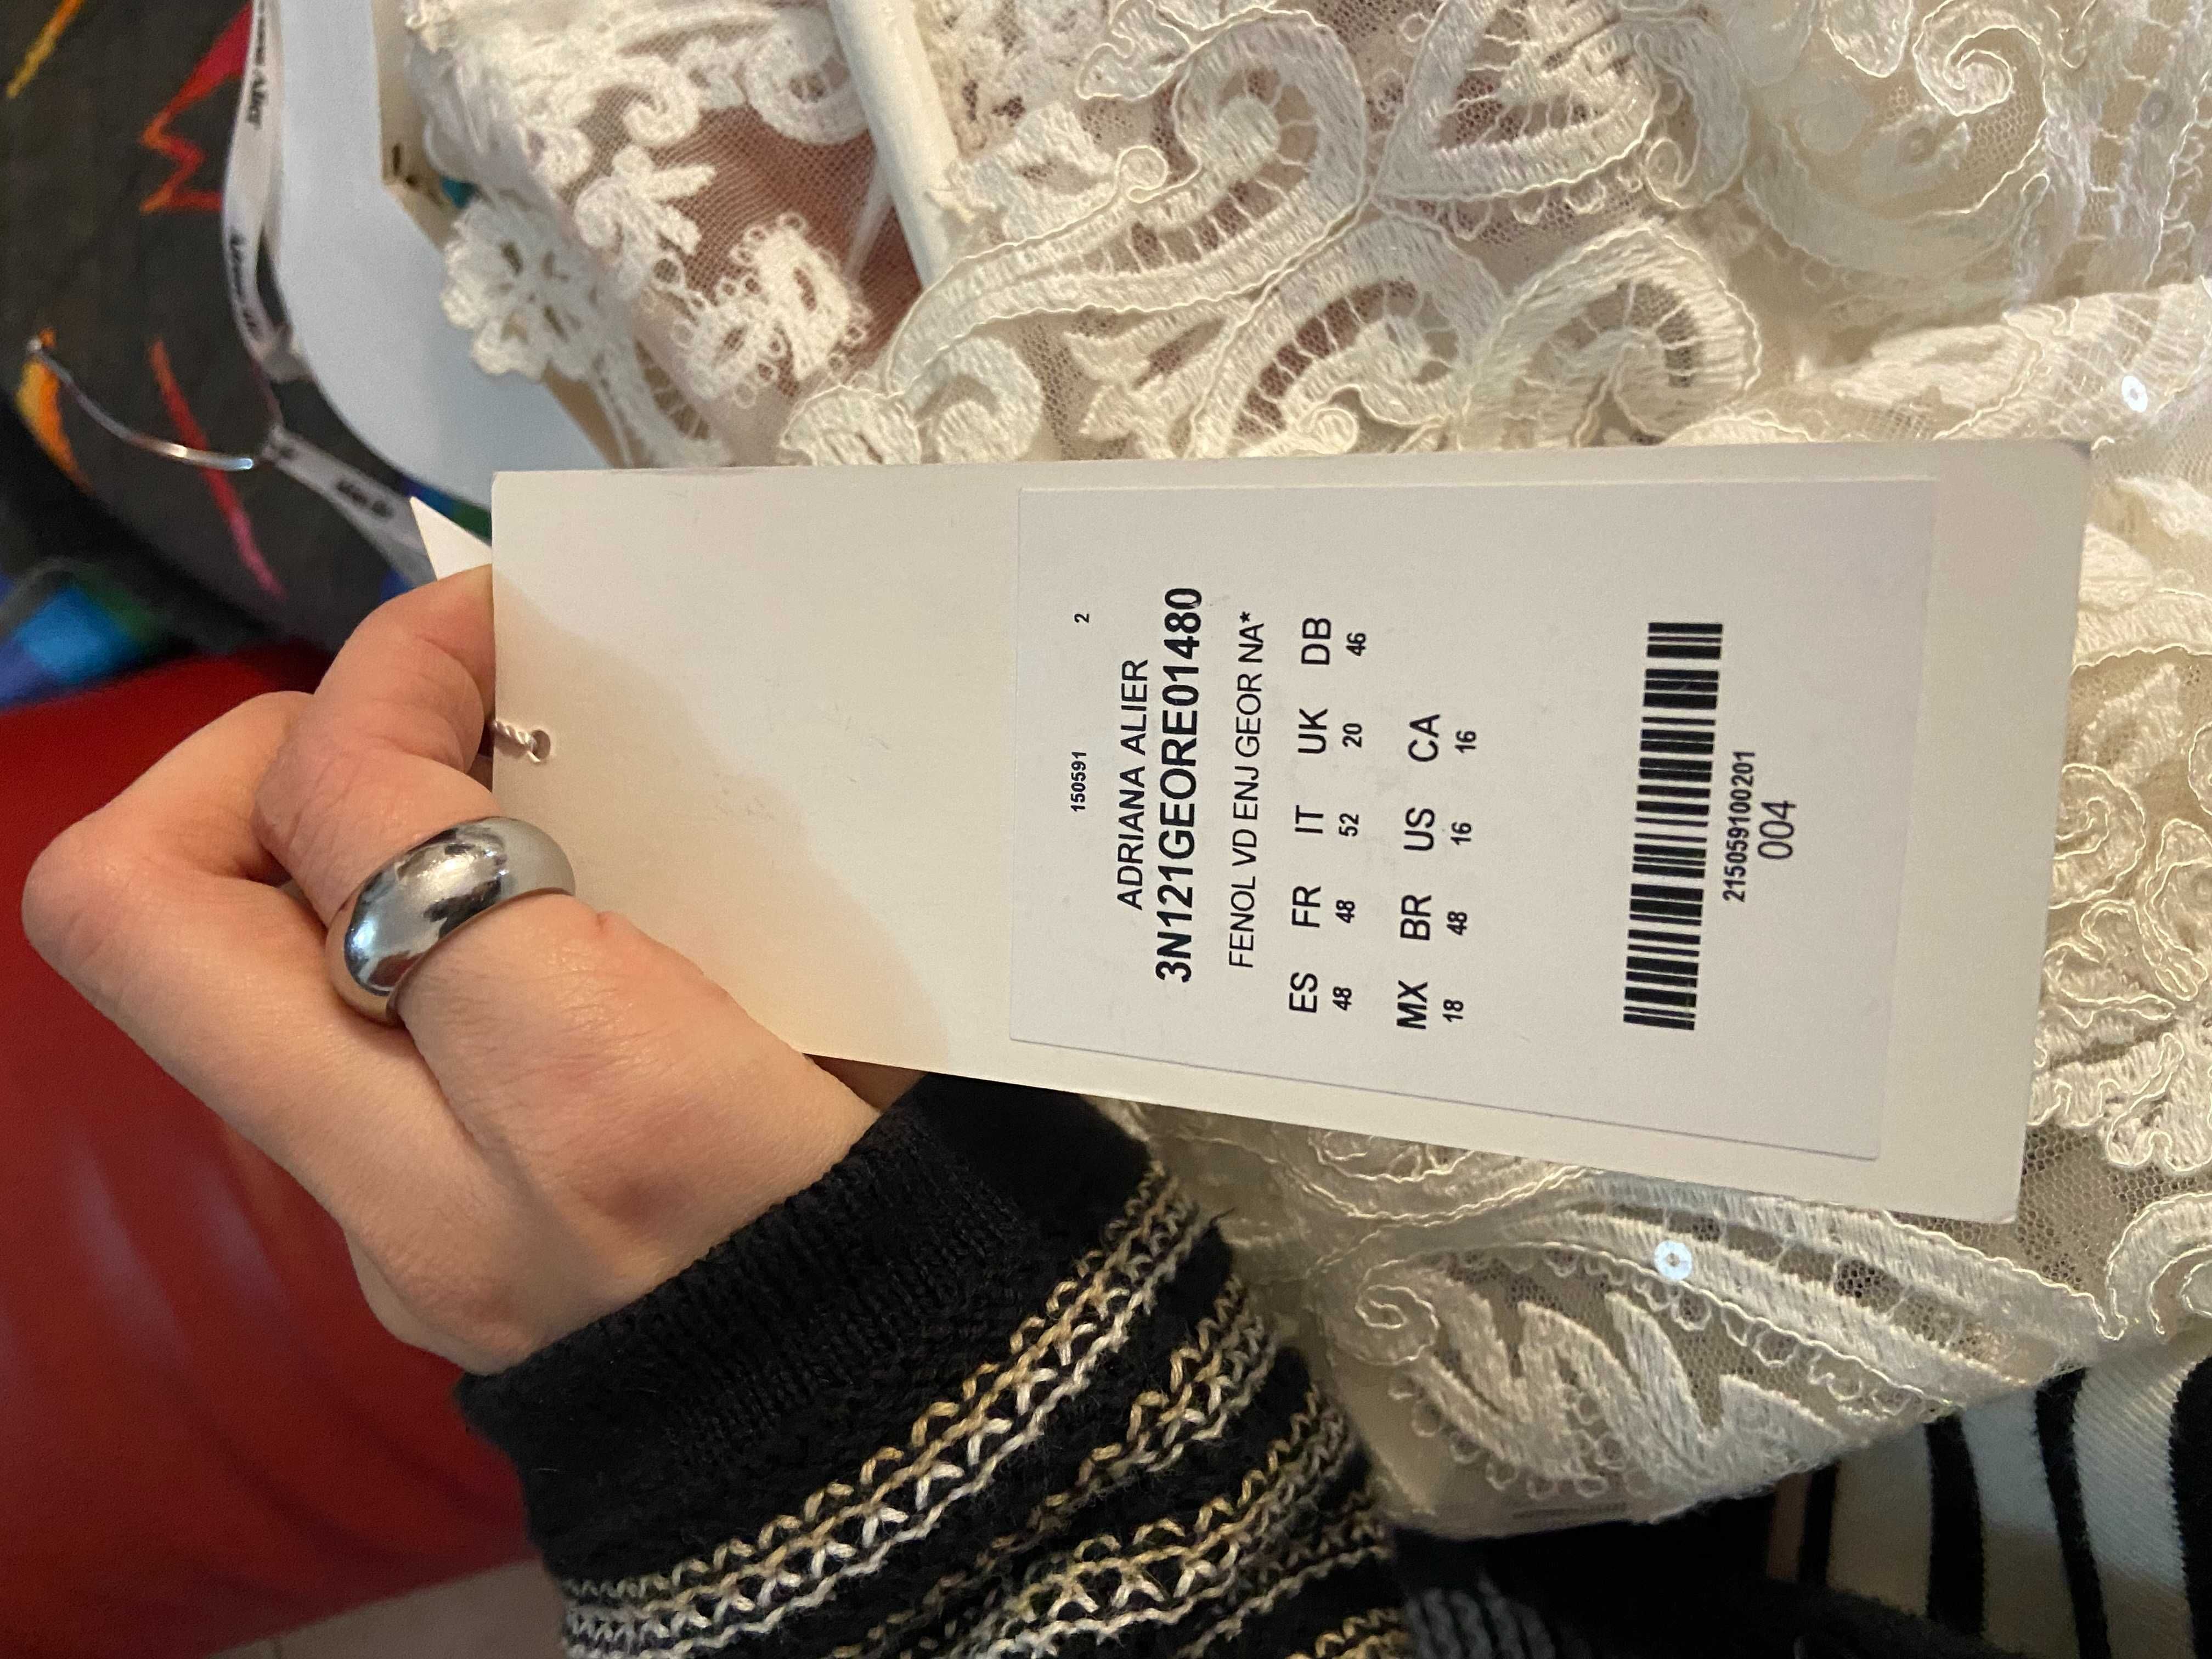 150591 2
ADRIANA ALIER
3N121GEORE01480
FENOL VD ENJ GEOR NA*
ES FR IT UK DB
48 48 52 20 46
MX BR US CA
18 48 16 16
215059100201
004